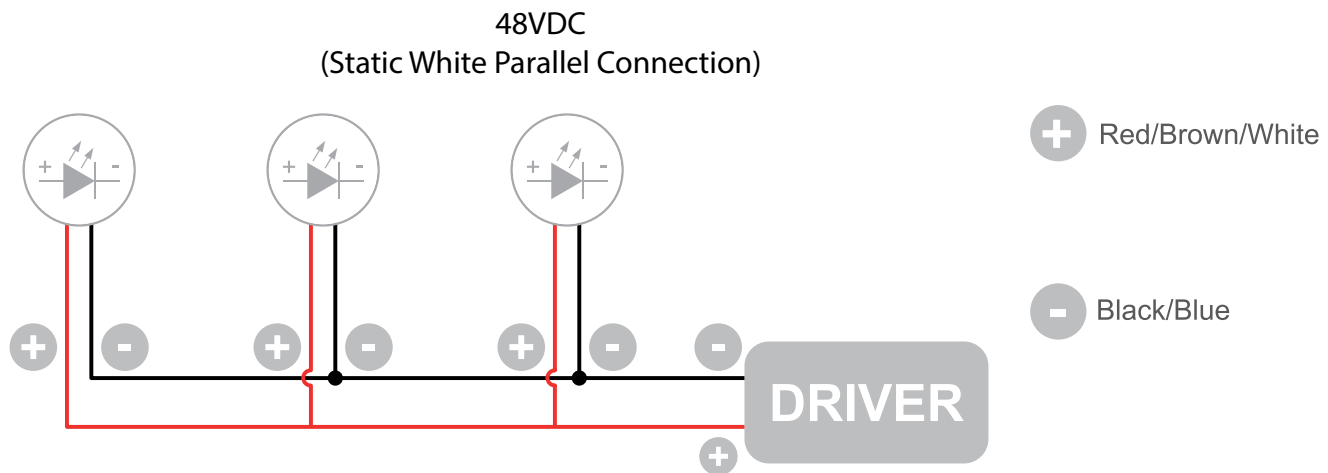 48VDC
(Static White Parallel Connection)
+ -
+ -
+ -
+ Red/Brown/White
- Black/Blue
+ -
+ -
+ -
-
DRIVER
+